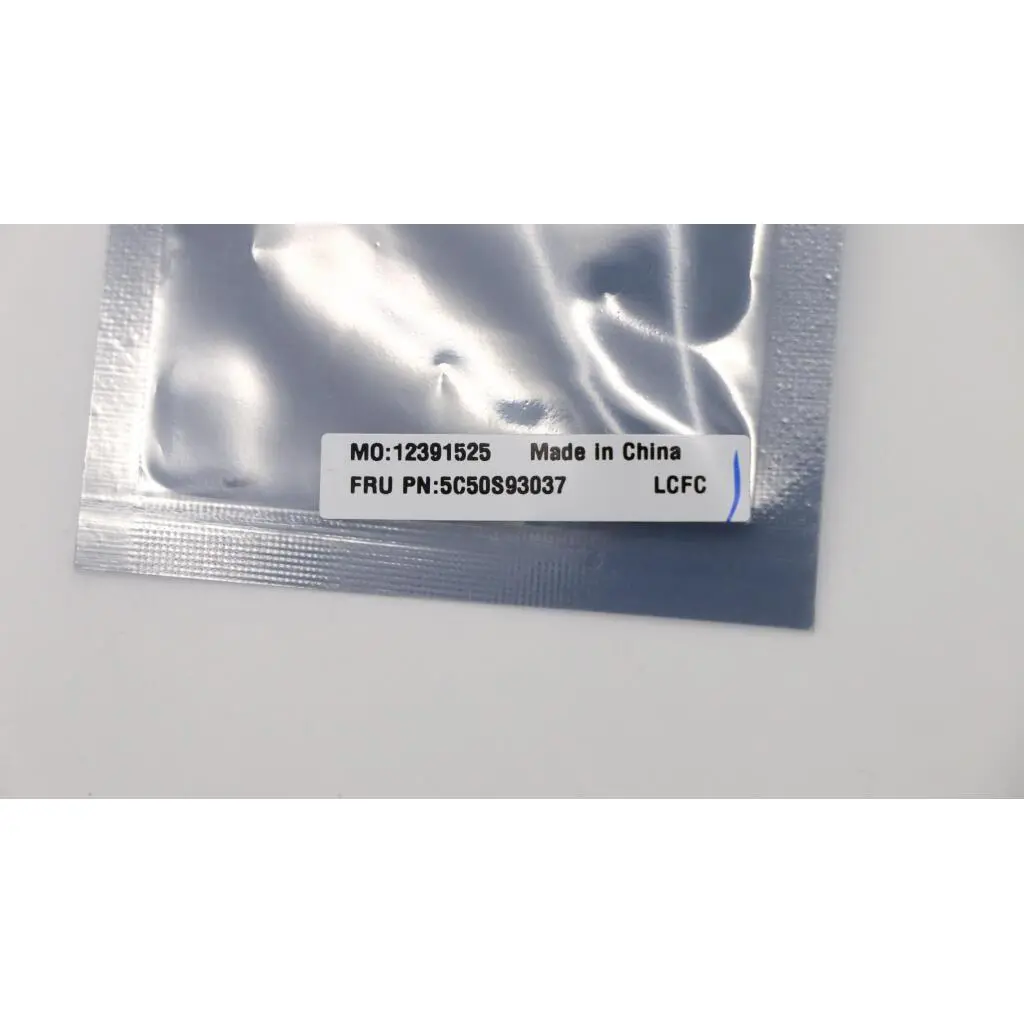 MO:12391525 Made in China
FRU PN:5C50S93037 LCFC